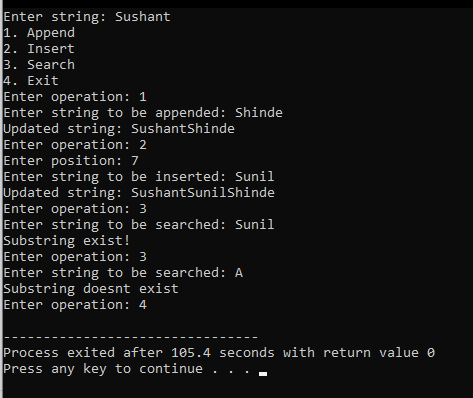 Enter string: Sushant
1. Append
2. Insert
3. Search
4. Exit
Enter operation: 1
Enter string to be appended: Shinde
Updated string: SushantShinde
Enter operation: 2
Enter position: 7
Enter string to be inserted: Sunil
Updated string: SushantSunilShinde
Enter operation: 3
Enter string to be searched: Sunil
Substring exist!
Enter operation: 3
Enter string to be searched: A
Substring doesnt exist
Enter operation: 4
--------------------------------
Process exited after 105.4 seconds with return value 0
Press any key to continue . . .